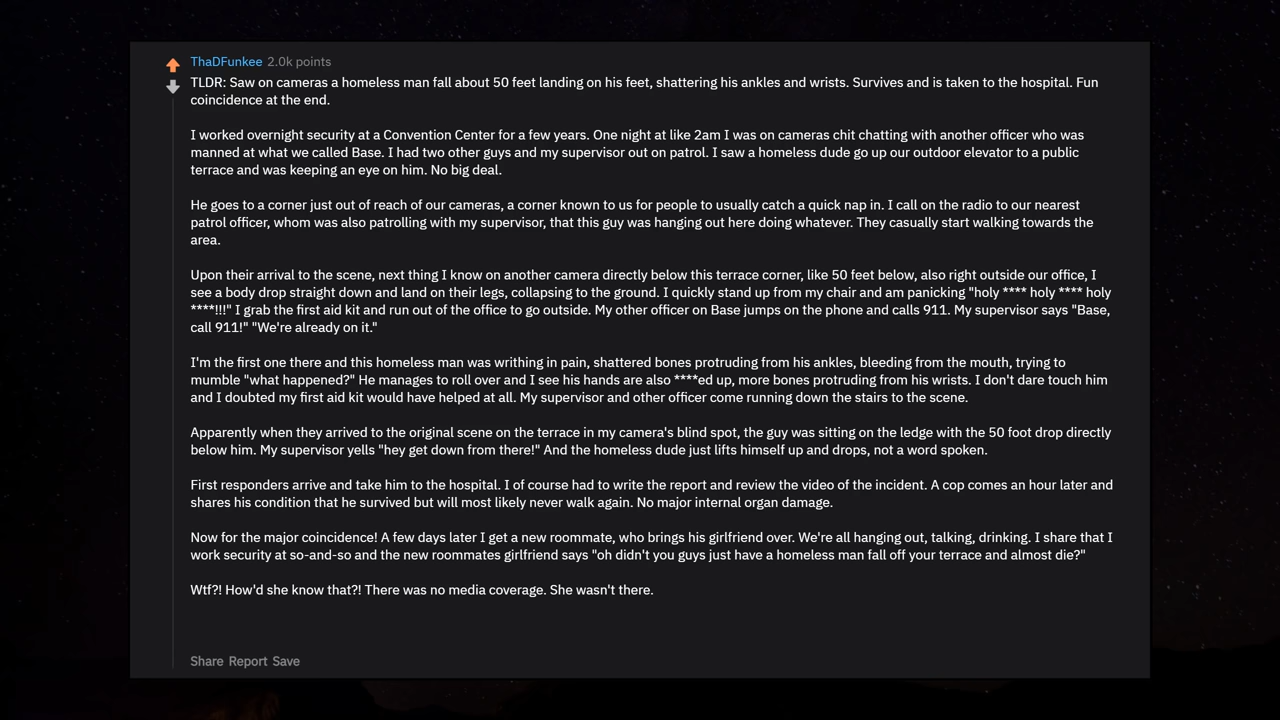 ThaDFunkee 2.0k points
TLDR: Saw on cameras a homeless man fall about 50 feet landing on his feet, shattering his ankles and wrists. Survives and is taken to the hospital. Fun
coincidence at the end.
I worked overnight security at a Convention Center for a few years. One night at like 2am I was on cameras chit chatting with another officer who was
manned at what we called Base. I had two other guys and my supervisor out on patrol. I saw a homeless dude go up our outdoor elevator to a public
terrace and was keeping an eye on him. No big deal.
He goes to a corner just out of reach of our cameras, a corner known to us for people to usually catch a quick nap in. I call on the radio to our nearest
patrol officer, whom was also patrolling with my supervisor, that this guy was hanging out here doing whatever. They casually start walking towards the
area.
Upon their arrival to the scene, next thing I know on another camera directly below this terrace corner, like 50 feet below, also right outside our office, I
see a body drop straight down and land on their legs, collapsing to the ground. I quickly stand up from my chair and am panicking "holy **** holy **** holy
****!!!" I grab the first aid kit and run out of the office to go outside. My other officer on Base jumps on the phone and calls 911. My supervisor says "Base,
call 911!" "We're already on it."
I'm the first one there and this homeless man was writhing in pain, shattered bones protruding from his ankles, bleeding from the mouth, trying to
mumble "what happened?" He manages to roll over and I see his hands are also ****ed up, more bones protruding from his wrists. I don't dare touch him
and I doubted my first aid kit would have helped at all. My supervisor and other officer come running down the stairs to the scene.
Apparently when they arrived to the original scene on the terrace in my camera's blind spot, the guy was sitting on the ledge with the 50 foot drop directly
below him. My supervisor yells "hey get down from there!" And the homeless dude just lifts himself up and drops, not a word spoken.
First responders arrive and take him to the hospital. I of course had to write the report and review the video of the incident. A cop comes an hour later and
shares his condition that he survived but will most likely never walk again. No major internal organ damage.
Now for the major coincidence! A few days later I get a new roommate, who brings his girlfriend over. We're all hanging out, talking, drinking. I share that I
work security at so-and-so and the new roommates girlfriend says "oh didn't you guys just have a homeless man fall off your terrace and almost die?"
Wtf?! How'd she know that?! There was no media coverage. She wasn't there.
Share Report Save